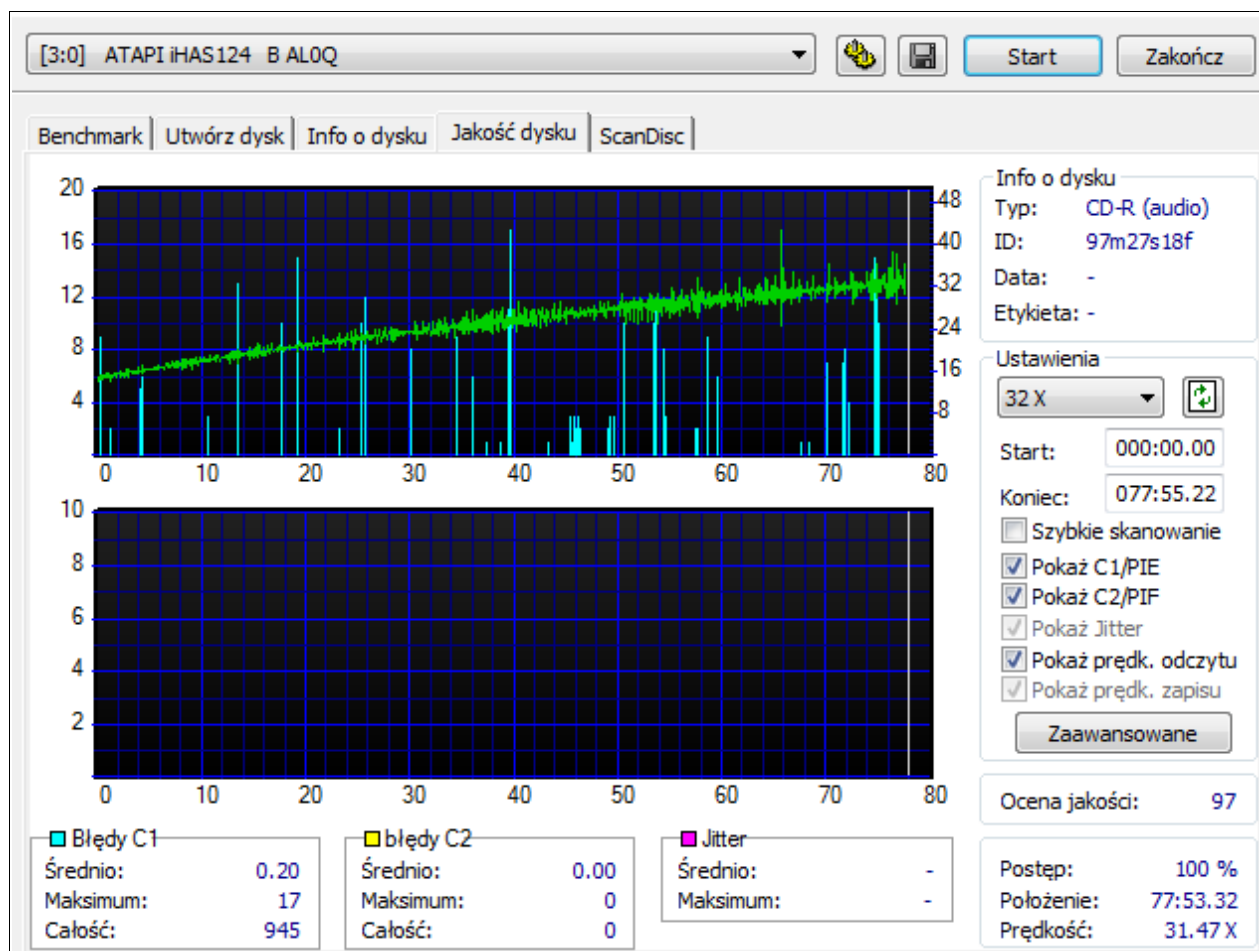 [3:0] ATAPI iHAS124 B AL0Q
Start Zakończ
Benchmark Utwórz dysk Info o dysku Jakość dysku ScanDisc
20
16
12
8
4
48
40
32
24
16
8
0 10 20 30 40 50 60 70 80
10
8
6
4
2
0 10 20 30 40 50 60 70 80
Błędy C1
Średnio: 0.20
Maksimum: 17
Całość: 945
błędy C2
Średnio: 0.00
Maksimum: 0
Całość: 0
Jitter
Średnio: -
Maksimum: -
Info o dysku
Typ: CD-R (audio)
ID: 97m27s18f
Data: -
Etykieta: -
Ustawienia
32 X
Start: 000:00.00
Koniec: 077:55.22
Szybkie skanowanie
Pokaż C1/PIE
Pokaż C2/PIF
Pokaż Jitter
Pokaż prędk. odczytu
Pokaż prędk. zapisu
Zaawansowane
Ocena jakości: 97
Postęp: 100 %
Położenie: 77:53.32
Prędkość: 31.47 X